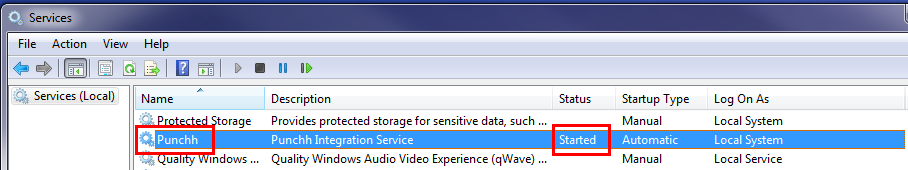 Services
File Action View Help
Services (Local)
Name Description Status Startup Type Log On As
Protected Storage Provides protected storage for sensitive data, such ... Manual Local System
Punchh Punchh Integration Service Started Automatic Local System
Quality Windows ... Quality Windows Audio Video Experience (qWave) ... Manual Local Service